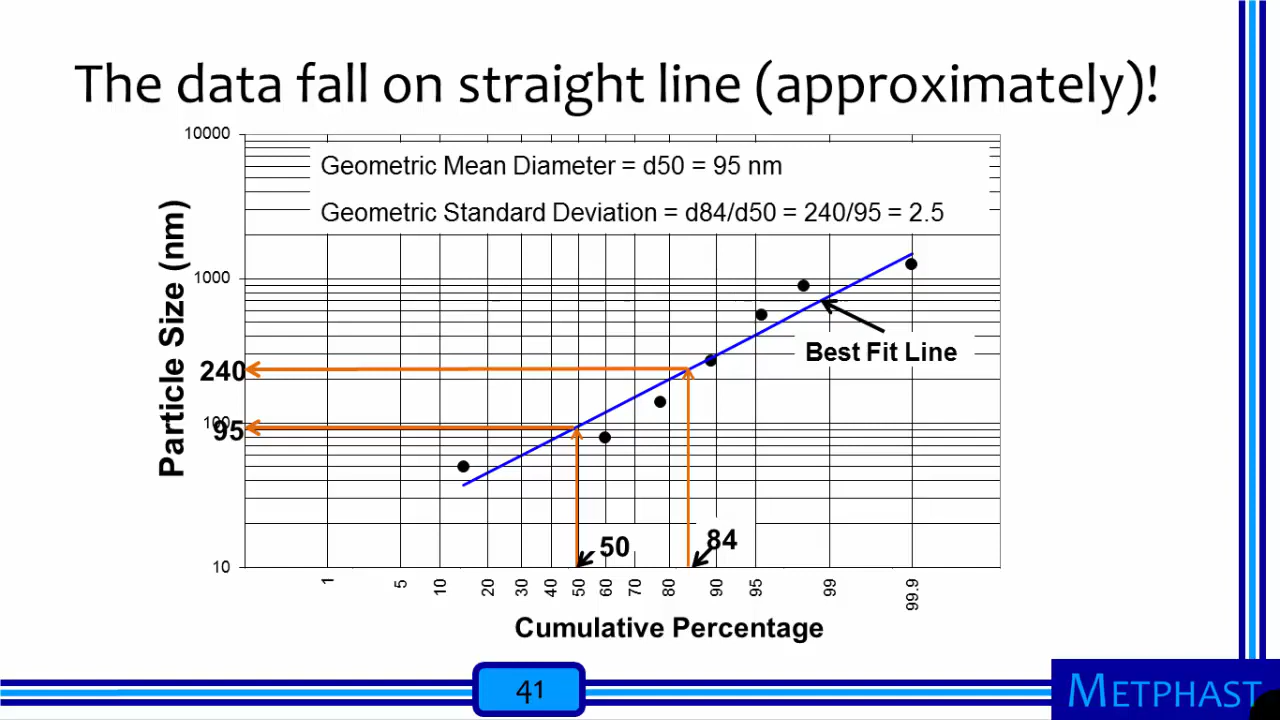 The data fall on straight line (approximately)!
10000
Geometric Mean Diameter = d50 = 95 nm
Geometric Standard Deviation = d84/d50 = 240/95 = 2.5
Particle Size (nm)
1000
Best Fit Line
240
100
95
50
84
10
1 5 10 20 30 40 50 60 70 80 90 95 99 99.9
Cumulative Percentage
41
METPHAST